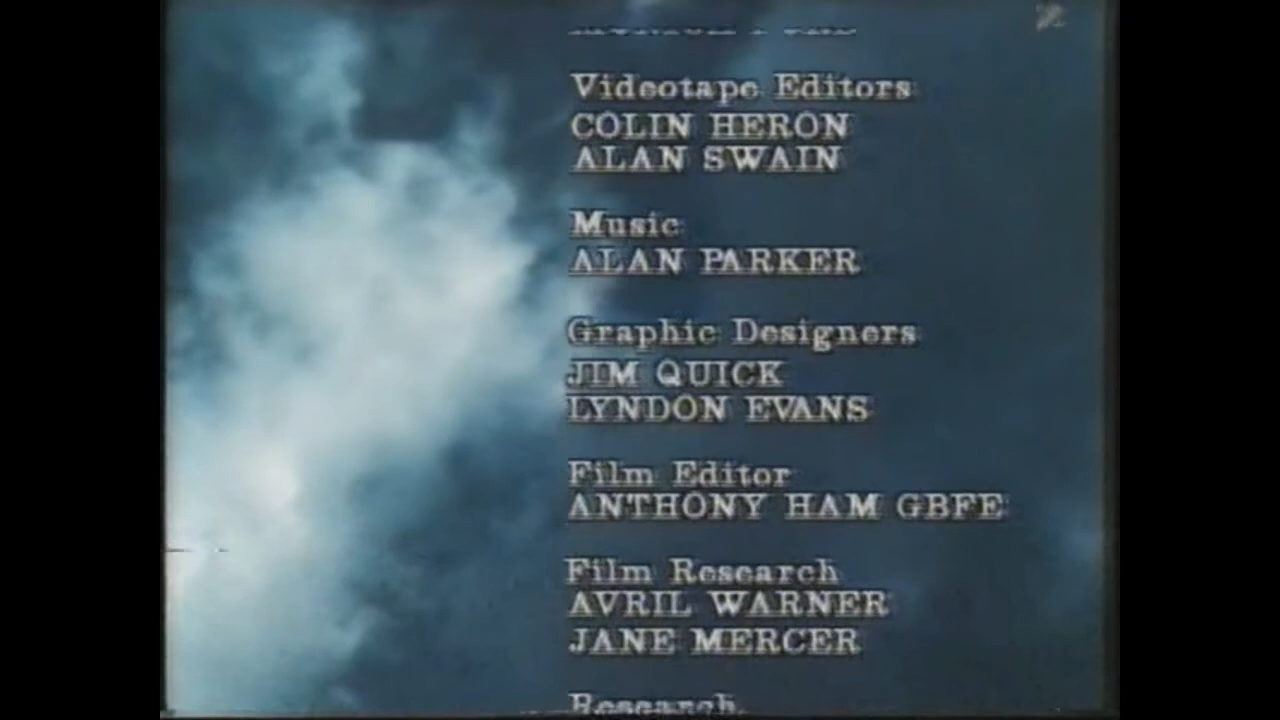 Videotape Editors
COLIN HERON
ALAN SWAIN
Music
ALAN PARKER
Graphic Designers
JIM QUICK
LYNDON EVANS
Film Editor
ANTHONY HAM GBFE
Film Research
AVRIL WARNER
JANE MERCER
Research